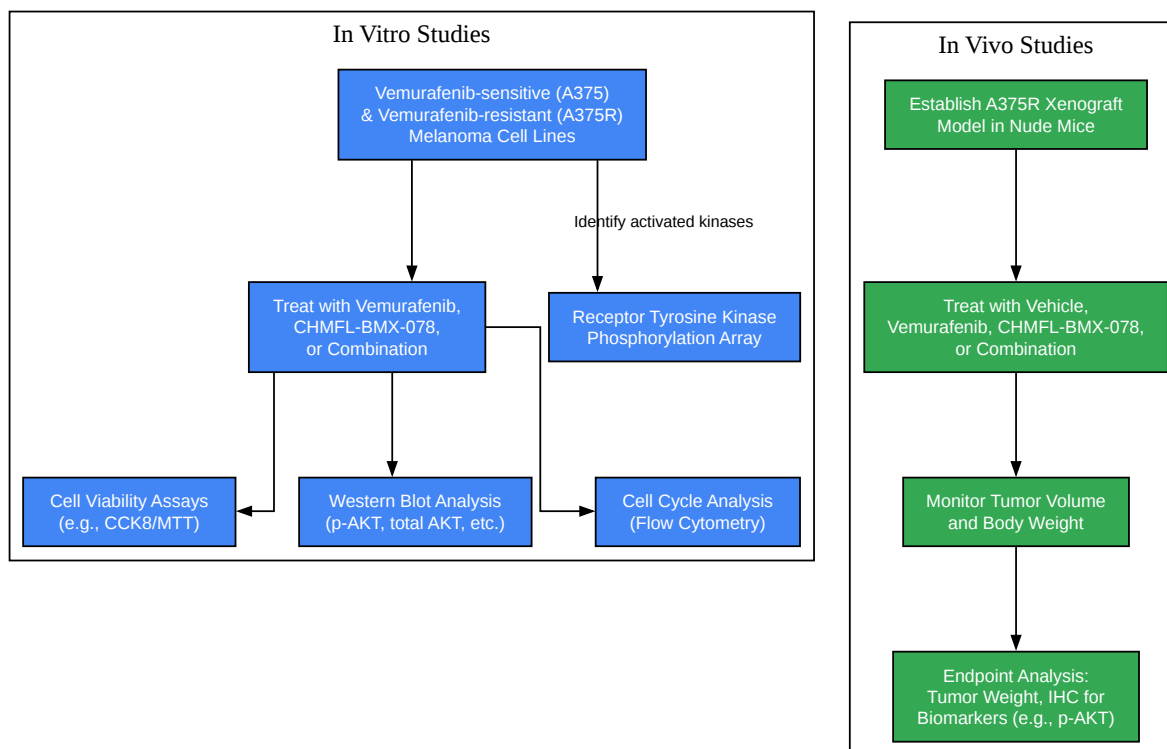 In Vitro Studies
Vemurafenib-sensitive (A375)
& Vemurafenib-resistant (A375R)
Melanoma Cell Lines
Identify activated kinases
Treat with Vemurafenib,
CHMFL-BMX-078,
or Combination
Receptor Tyrosine Kinase
Phosphorylation Array
Cell Viability Assays
(e.g., CCK8/MTT)
Western Blot Analysis
(p-AKT, total AKT, etc.)
Cell Cycle Analysis
(Flow Cytometry)
In Vivo Studies
Establish A375R Xenograft
Model in Nude Mice
Treat with Vehicle,
Vemurafenib, CHMFL-BMX-078,
or Combination
Monitor Tumor Volume
and Body Weight
Endpoint Analysis:
Tumor Weight, IHC for
Biomarkers (e.g., p-AKT)